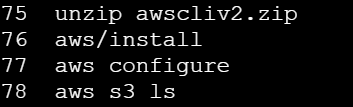 75 unzip awscliv2.zip
76 aws/install
77 aws configure
78 aws s3 ls